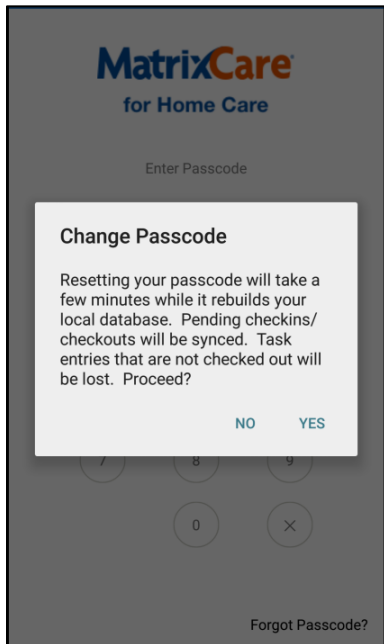 MatrixCare
for Home Care
Enter Passcode
Change Passcode
Resetting your passcode will take a
few minutes while it rebuilds your
local database. Pending checkins/
checkouts will be synced. Task
entries that are not checked out will
be lost. Proceed?
NO YES
7 8 9
0 ×
Forgot Passcode?